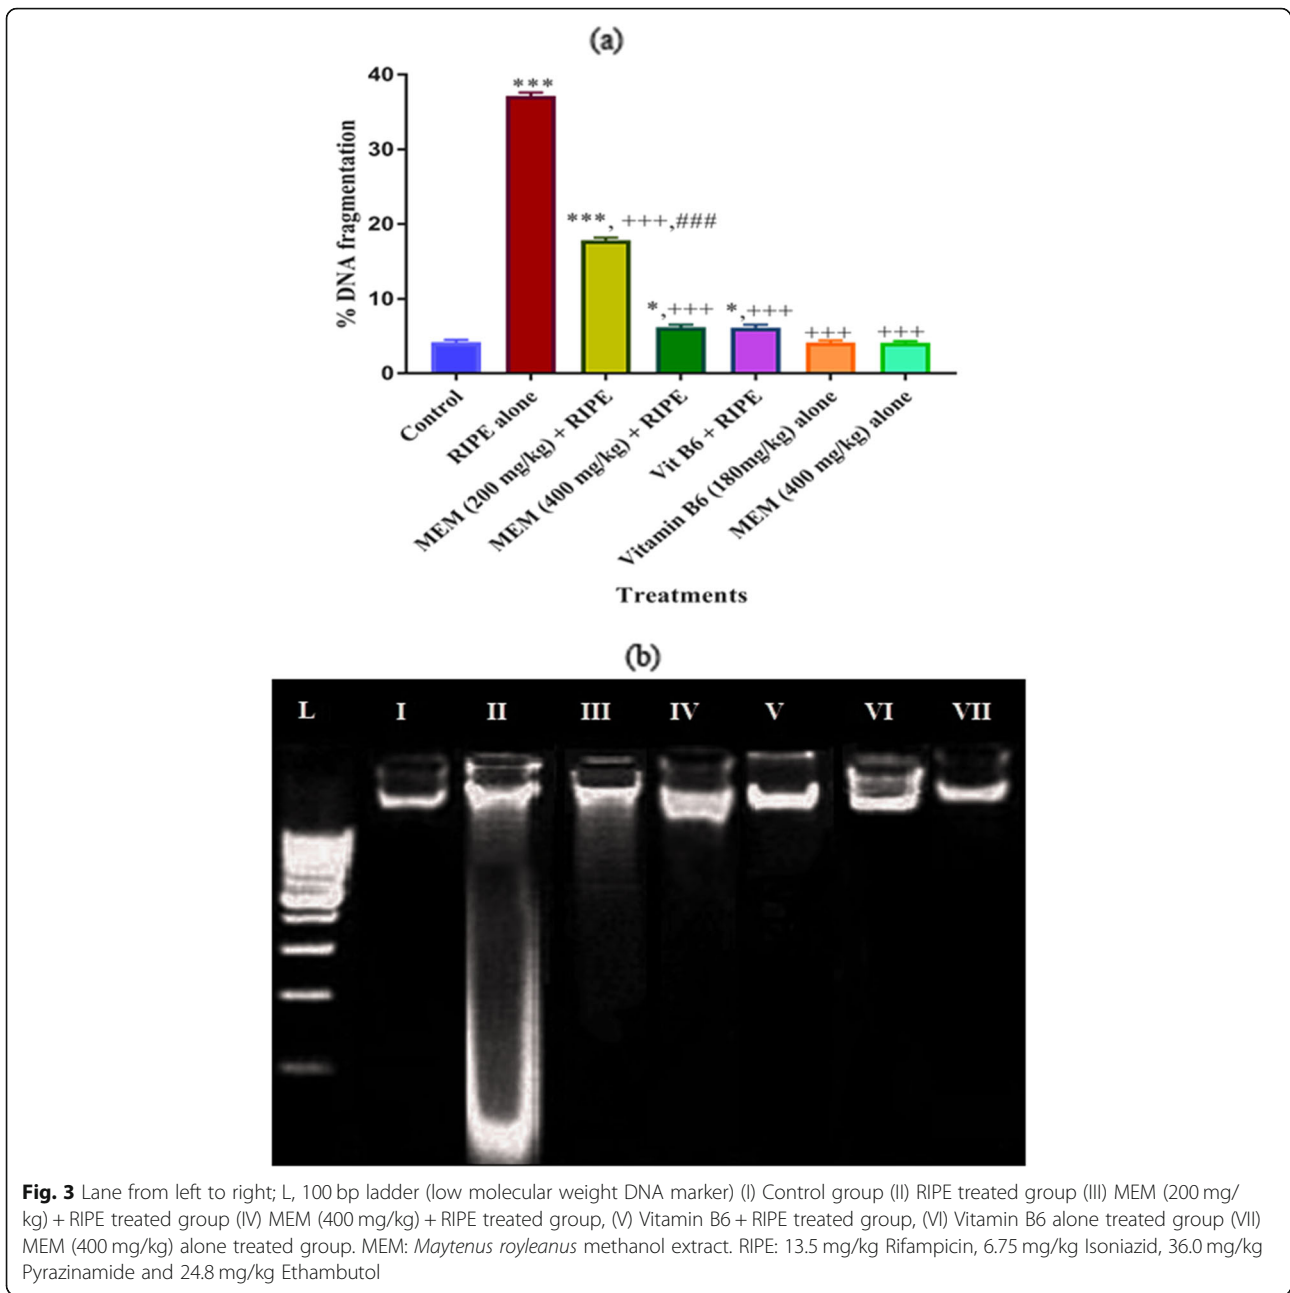 (a)
% DNA fragmentation
40
30
20
10
0
***
***, +++,###
*,+++
*,+++
+++
+++
Control
RIPE alone
MEM (200 mg/kg) + RIPE
MEM (400 mg/kg) + RIPE
Vit B6 + RIPE
Vitamin B6 (180mg/kg) alone
MEM (400 mg/kg) alone
Treatments
(b)
L I II III IV V VI VII
Fig. 3 Lane from left to right; L, 100 bp ladder (low molecular weight DNA marker) (I) Control group (II) RIPE treated group (III) MEM (200 mg/
kg) + RIPE treated group (IV) MEM (400 mg/kg) + RIPE treated group, (V) Vitamin B6 + RIPE treated group, (VI) Vitamin B6 alone treated group (VII)
MEM (400 mg/kg) alone treated group. MEM: Maytenus royleanus methanol extract. RIPE: 13.5 mg/kg Rifampicin, 6.75 mg/kg Isoniazid, 36.0 mg/kg
Pyrazinamide and 24.8 mg/kg Ethambutol